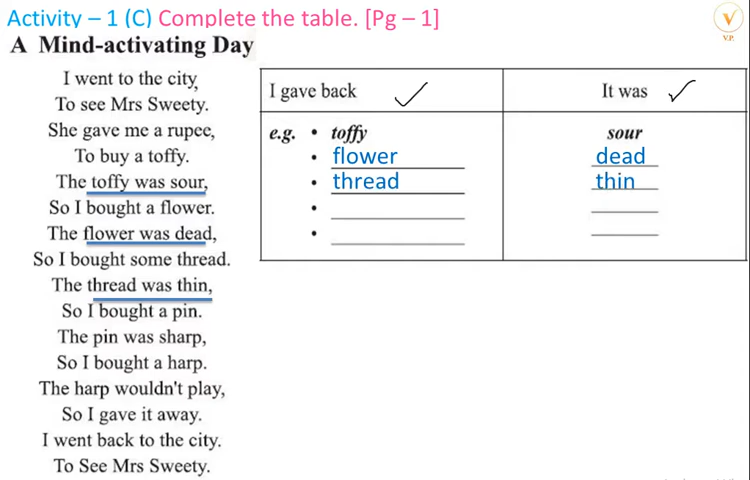 Activity – 1 (C) Complete the table. [Pg – 1]
V
V.P.
A Mind-activating Day
I went to the city,
To see Mrs Sweety.
She gave me a rupee,
To buy a toffy.
The toffy was sour,
So I bought a flower.
The flower was dead,
So I bought some thread.
The thread was thin,
So I bought a pin.
The pin was sharp,
So I bought a harp.
The harp wouldn't play,
So I gave it away.
I went back to the city.
To See Mrs Sweety.
I gave back It was
e.g. • toffy sour
• flower dead
• thread thin
•
•